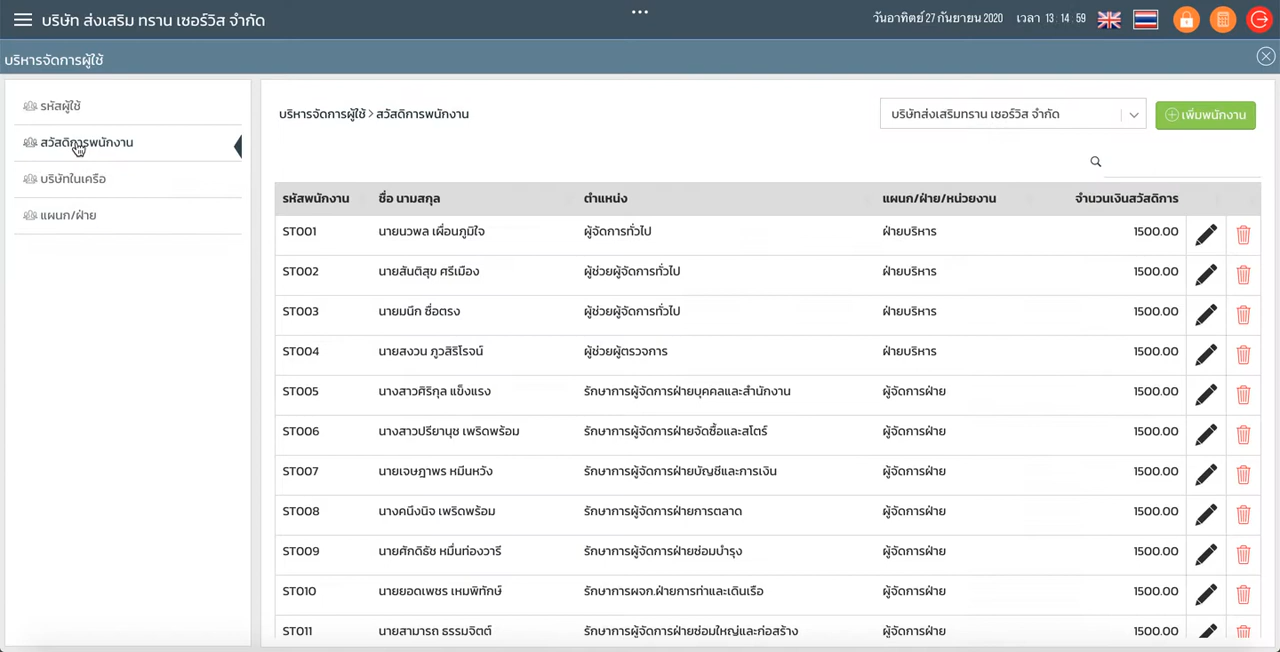 บริษัท ส่งเสริม ทราน เซอร์วิส จำกัด
วันอาทิตย์ 27 กันยายน 2020 เวลา 13 : 14 : 59
บริหารจัดการผู้ใช้
รหัสผู้ใช้
สวัสดิการพนักงาน
บริษัทในเครือ
แผนก/ฝ่าย
บริหารจัดการผู้ใช้ > สวัสดิการพนักงาน
บริษัทส่งเสริมทราน เซอร์วิส จำกัด
เพิ่มพนักงาน
รหัสพนักงาน ชื่อ นามสกุล ตำแหน่ง แผนก/ฝ่าย/หน่วยงาน จำนวนเงินสวัสดิการ
ST001 นายนวพล เผื่อนภูมิใจ ผู้จัดการทั่วไป ฝ่ายบริหาร 1500.00
ST002 นายสันติสุข ศรีเมือง ผู้ช่วยผู้จัดการทั่วไป ฝ่ายบริหาร 1500.00
ST003 นายมนึก ชื่อตรง ผู้ช่วยผู้จัดการทั่วไป ฝ่ายบริหาร 1500.00
ST004 นายสงวน ภูวสิริโรจน์ ผู้ช่วยผู้ตรวจการ ฝ่ายบริหาร 1500.00
ST005 นางสาวศิริกุล แข็งแรง รักษาการผู้จัดการฝ่ายบุคคลและสำนักงาน ผู้จัดการฝ่าย 1500.00
ST006 นางสาวปรียานุช เพริดพร้อม รักษาการผู้จัดการฝ่ายจัดซื้อและสโตร์ ผู้จัดการฝ่าย 1500.00
ST007 นายเจษฎาพร หมีนหวัง รักษาการผู้จัดการฝ่ายบัญชีและการเงิน ผู้จัดการฝ่าย 1500.00
ST008 นางคนึงนิจ เพริดพร้อม รักษาการผู้จัดการฝ่ายการตลาด ผู้จัดการฝ่าย 1500.00
ST009 นายศักดิธัช หมื่นท่องวารี รักษาการผู้จัดการฝ่ายซ่อมบำรุง ผู้จัดการฝ่าย 1500.00
ST010 นายยอดเพชร เหมพิทักษ์ รักษาการผจก.ฝ่ายการท่าและเดินเรือ ผู้จัดการฝ่าย 1500.00
ST011 นายสามารถ ธรรมจิตต์ รักษาการผู้จัดการฝ่ายซ่อมใหญ่และก่อสร้าง ผู้จัดการฝ่าย 1500.00